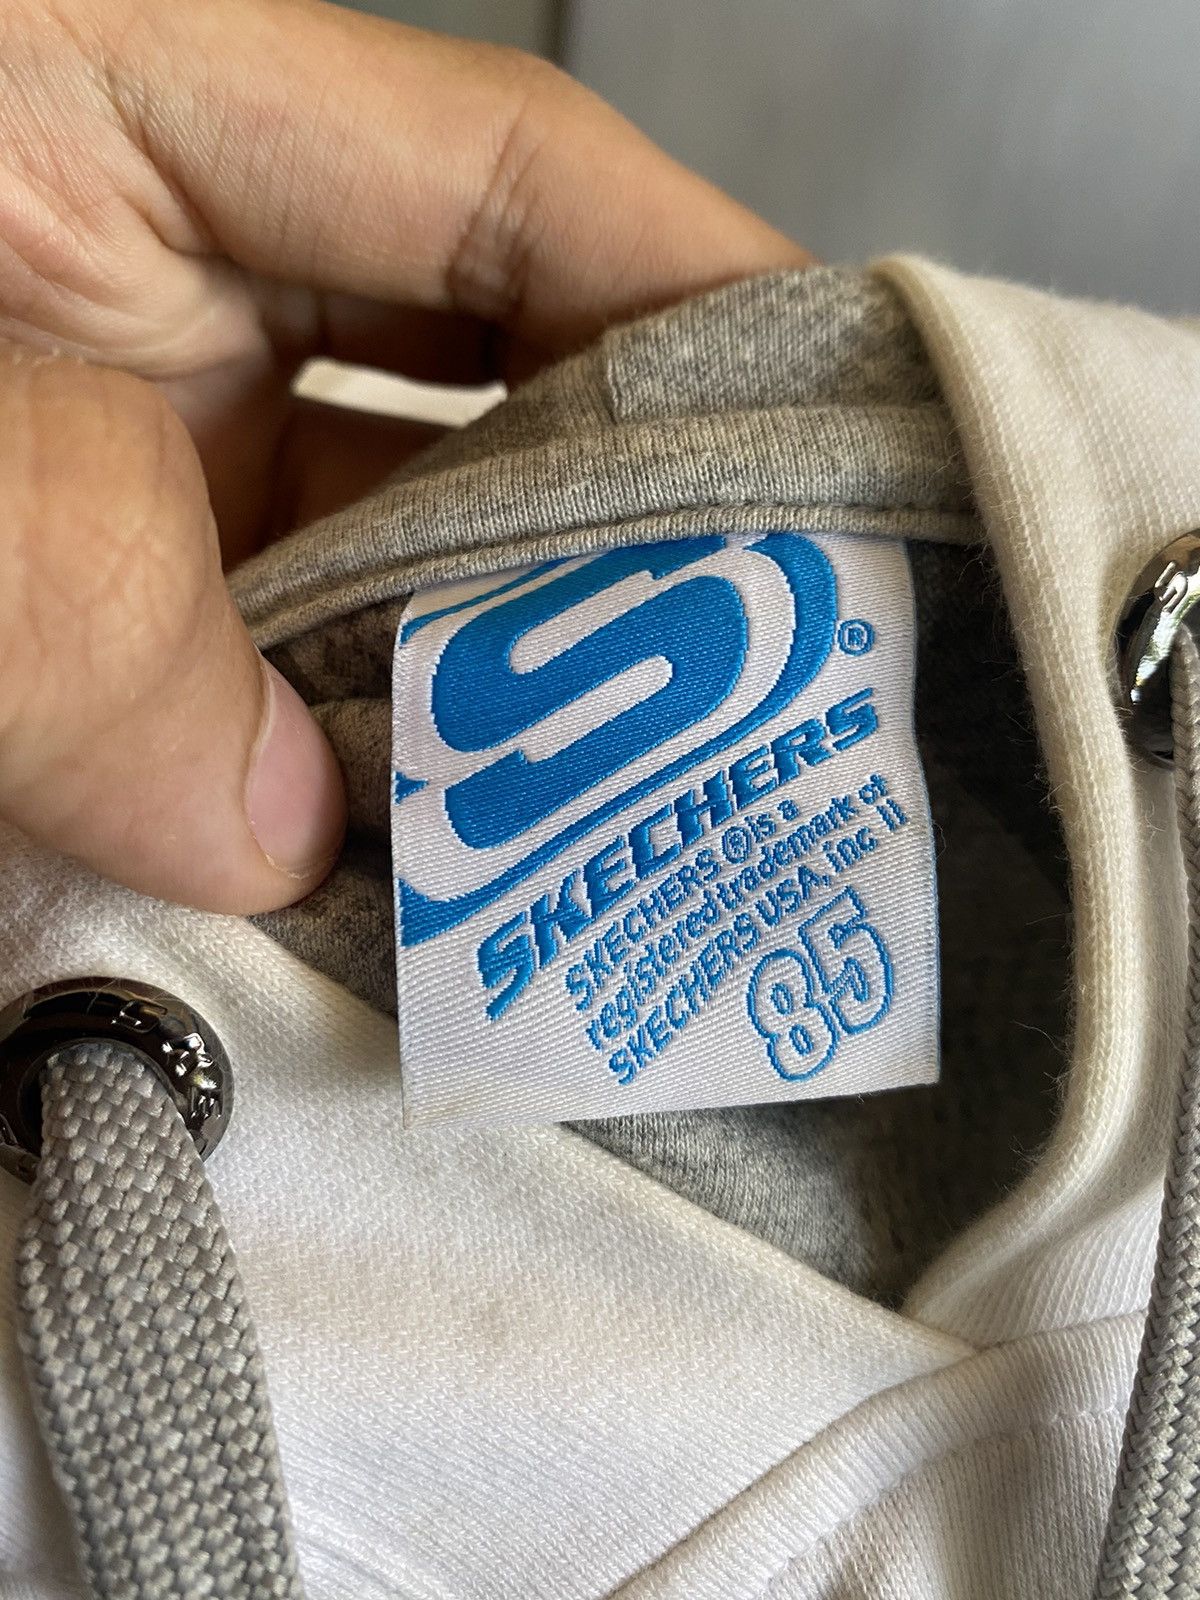 S
®
SKECHERS
SKECHERS ® is a
registered trademark of
SKECHERS USA, inc II
85
S